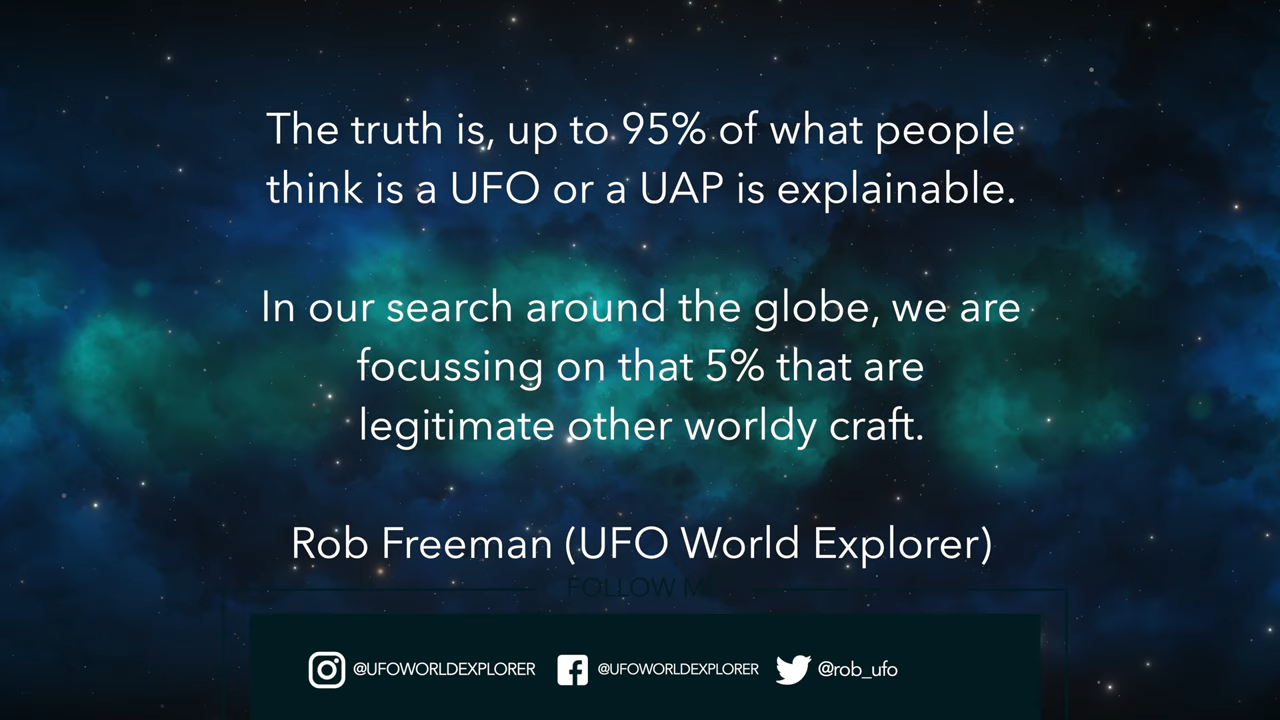 The truth is, up to 95% of what people
think is a UFO or a UAP is explainable.
In our search around the globe, we are
focussing on that 5% that are
legitimate other worldy craft.
Rob Freeman (UFO World Explorer)
FOLLOW M
@UFOWORLDEXPLORER @UFOWORLDEXPLORER @rob_ufo